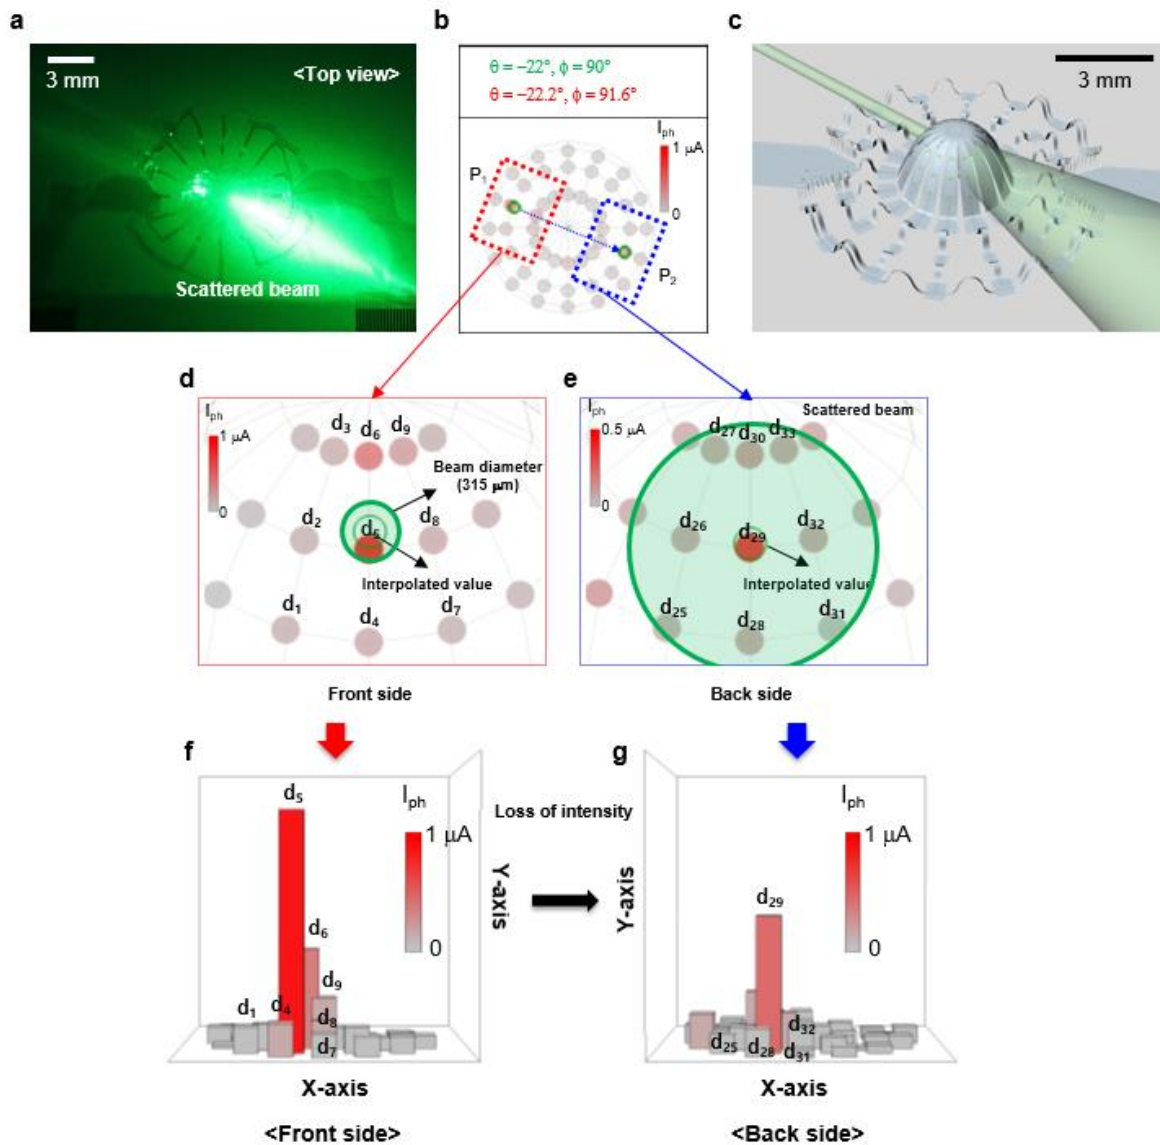 a
3 mm
<Top view>
Scattered beam
b
θ = −22°, ϕ = 90°
θ = −22.2°, ϕ = 91.6°
Iph
1 μA
0
P1
P2
c
3 mm
d
Iph
1 μA
0
d3
d6
d9
Beam diameter
(315 μm)
d2
d5
d8
Interpolated value
d1
d4
d7
Front side
e
Scattered beam
Iph
0.5 μA
0
d27
d30
d33
d26
d29
d32
Interpolated value
d25
d28
d31
Back side
f
d5
Iph
1 μA
0
d6
d9
d1
d4
d8
d7
Y-axis
X-axis
<Front side>
Loss of intensity
g
Iph
1 μA
0
d29
d32
d25
d28
d31
Y-axis
X-axis
<Back side>